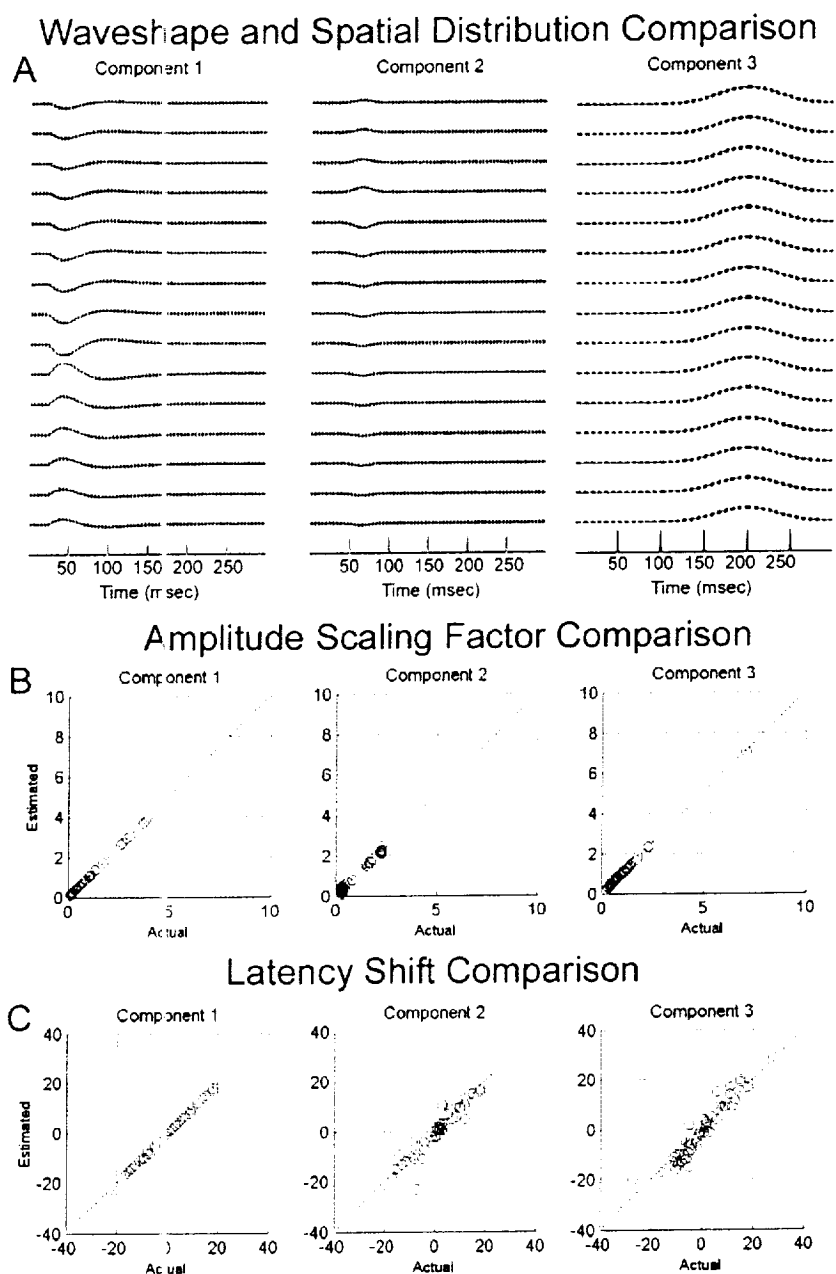 Waveshape and Spatial Distribution Comparison
A
Component 1 Component 2 Component 3
50 100 150 200 250 50 100 150 200 250 50 100 150 200 250
Time (msec) Time (msec) Time (msec)
Amplitude Scaling Factor Comparison
B
Component 1 Component 2 Component 3
10 10 10
8 8 8
6 6 6
Estimated
4 4 4
2 2 2
0 0 0
0 5 10 0 5 10 0 5 10
Actual Actual Actual
Latency Shift Comparison
C
Component 1 Component 2 Component 3
40 40 40
20 20 20
Estimated
0 0 0
-20 -20 -20
-40 -40 -40
-40 -20 0 20 40 -40 -20 0 20 40 -40 -20 0 20 40
Actual Actual Actual